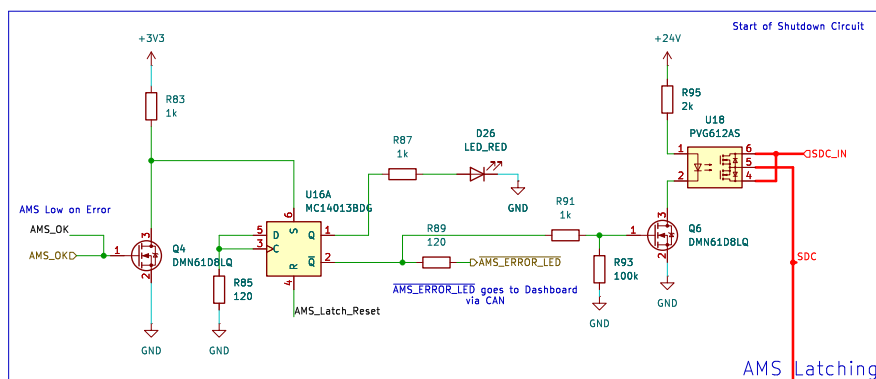 Start of Shutdown Circuit
+3V3
+24V
R83
1k
R95
2k
U18
PVG612AS
R87
1k
D26
LED_RED
1
2
6
5
4
SDC_IN
GND
U16A
MC14013BDG
AMS Low on Error
AMS_OK
AMS_OK
1
3
2
Q4
DMN61D8LQ
6
5
3
4
D
C
S
R
Q
Q
1
2
R89
120
AMS_ERROR_LED
AMS_ERROR_LED goes to Dashboard
via CAN
R91
1k
R93
100k
1
3
2
Q6
DMN61D8LQ
SDC
R85
120
AMS_Latch_Reset
GND
GND
GND
GND
AMS Latching